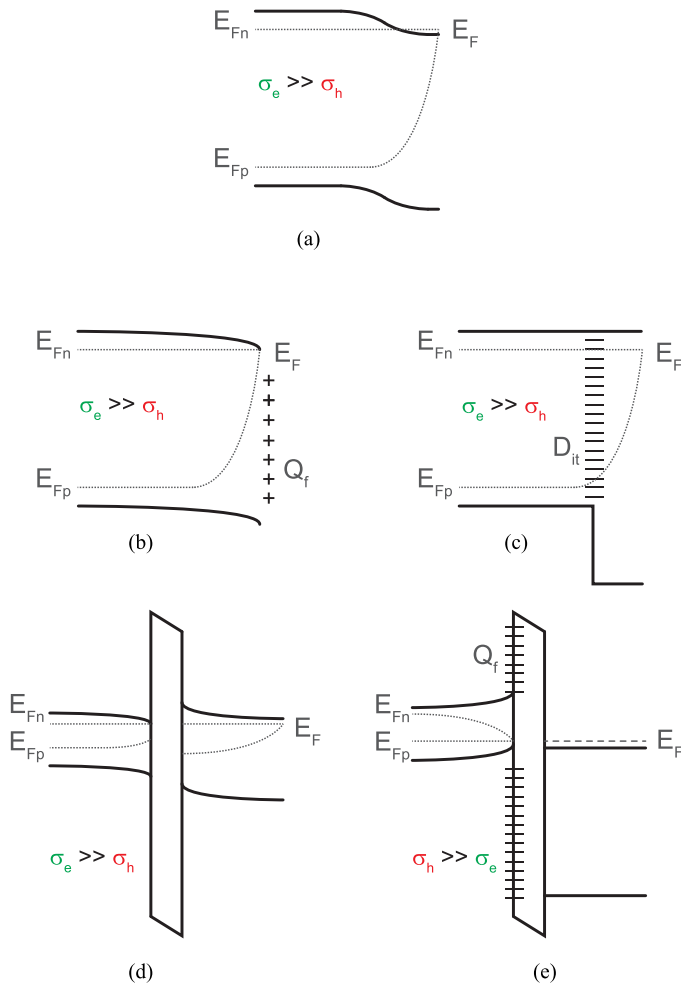 E_Fn
E_F
σ_e >> σ_h
E_Fp
(a)
E_Fn
E_F
σ_e >> σ_h
Q_f
E_Fp
(b)
E_Fn
E_F
σ_e >> σ_h
D_it
E_Fp
(c)
E_Fn
E_F
E_Fp
σ_e >> σ_h
(d)
Q_f
E_Fn
E_Fp
E_F
σ_h >> σ_e
(e)